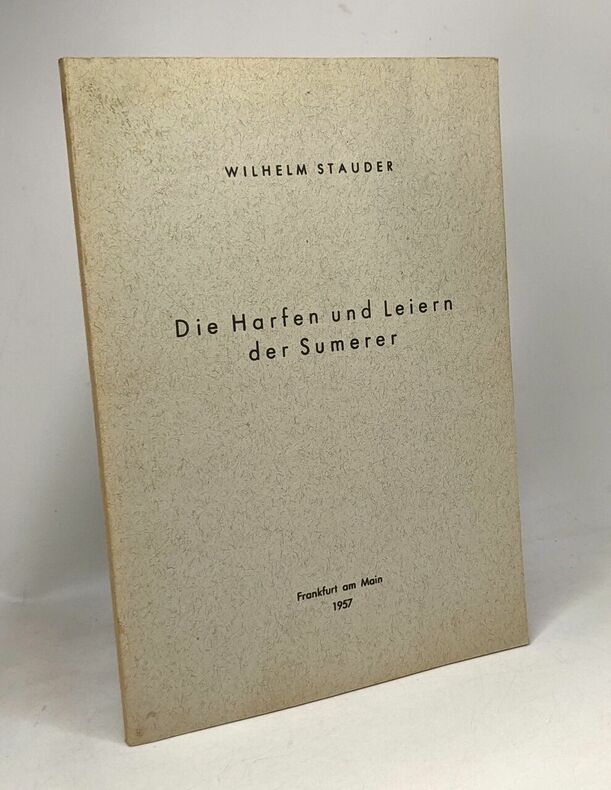 WILHELM STAUDER
Die Harfen und Leiern
der Sumerer
Frankfurt am Main
1957